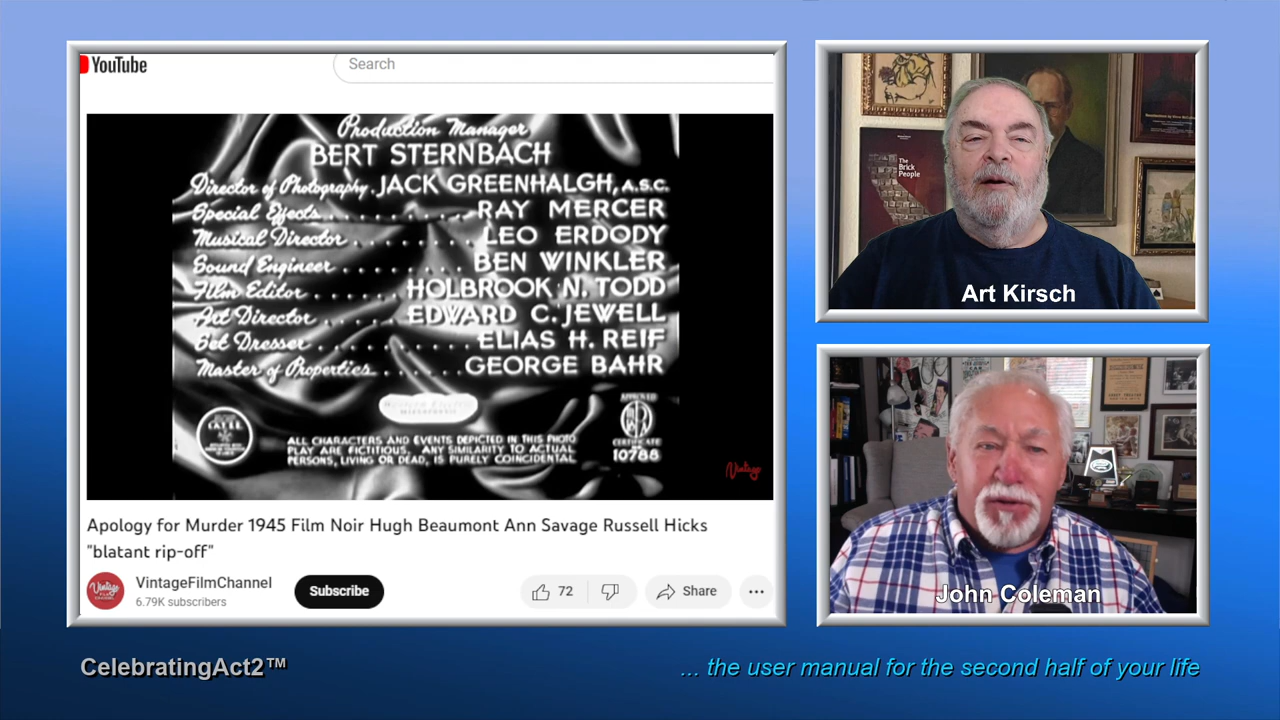 YouTube
Search
Production Manager
BERT STERNBACH
Director of Photography. JACK GREENHALGH, A.S.C.
Special Effects......... RAY MERCER
Musical Director........ LEO ERDODY
Sound Engineer......... BEN WINKLER
Film Editor...... HOLBROOK N. TODD
Art Director...... EDWARD C. JEWELL
Set Dresser.......... ELIAS H. REIF
Master of Properties...... GEORGE BAHR
ALL CHARACTERS AND EVENTS DEPICTED IN THIS PHOTO
PLAY ARE FICTITIOUS. ANY SIMILARITY TO ACTUAL
PERSONS, LIVING OR DEAD, IS PURELY COINCIDENTAL
APPROVED
CERTIFICATE
10788
Vintage
Apology for Murder 1945 Film Noir Hugh Beaumont Ann Savage Russell Hicks
"blatant rip-off"
VintageFilmChannel
6.79K subscribers
Subscribe
72
Share
The
Brick
People
Art Kirsch
John Coleman
CelebratingAct2™
... the user manual for the second half of your life